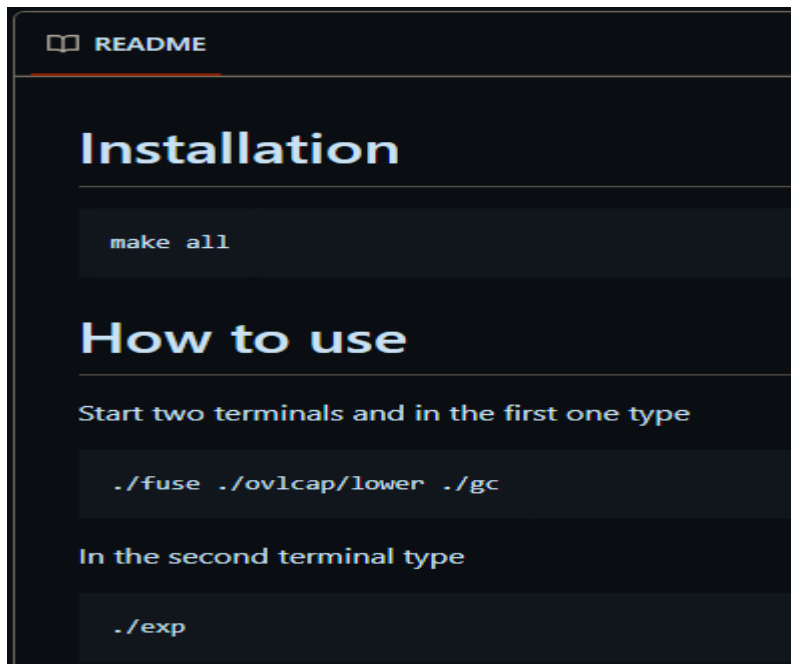 README
Installation
make all
How to use
Start two terminals and in the first one type
./fuse ./ovlcap/lower ./gc
In the second terminal type
./exp